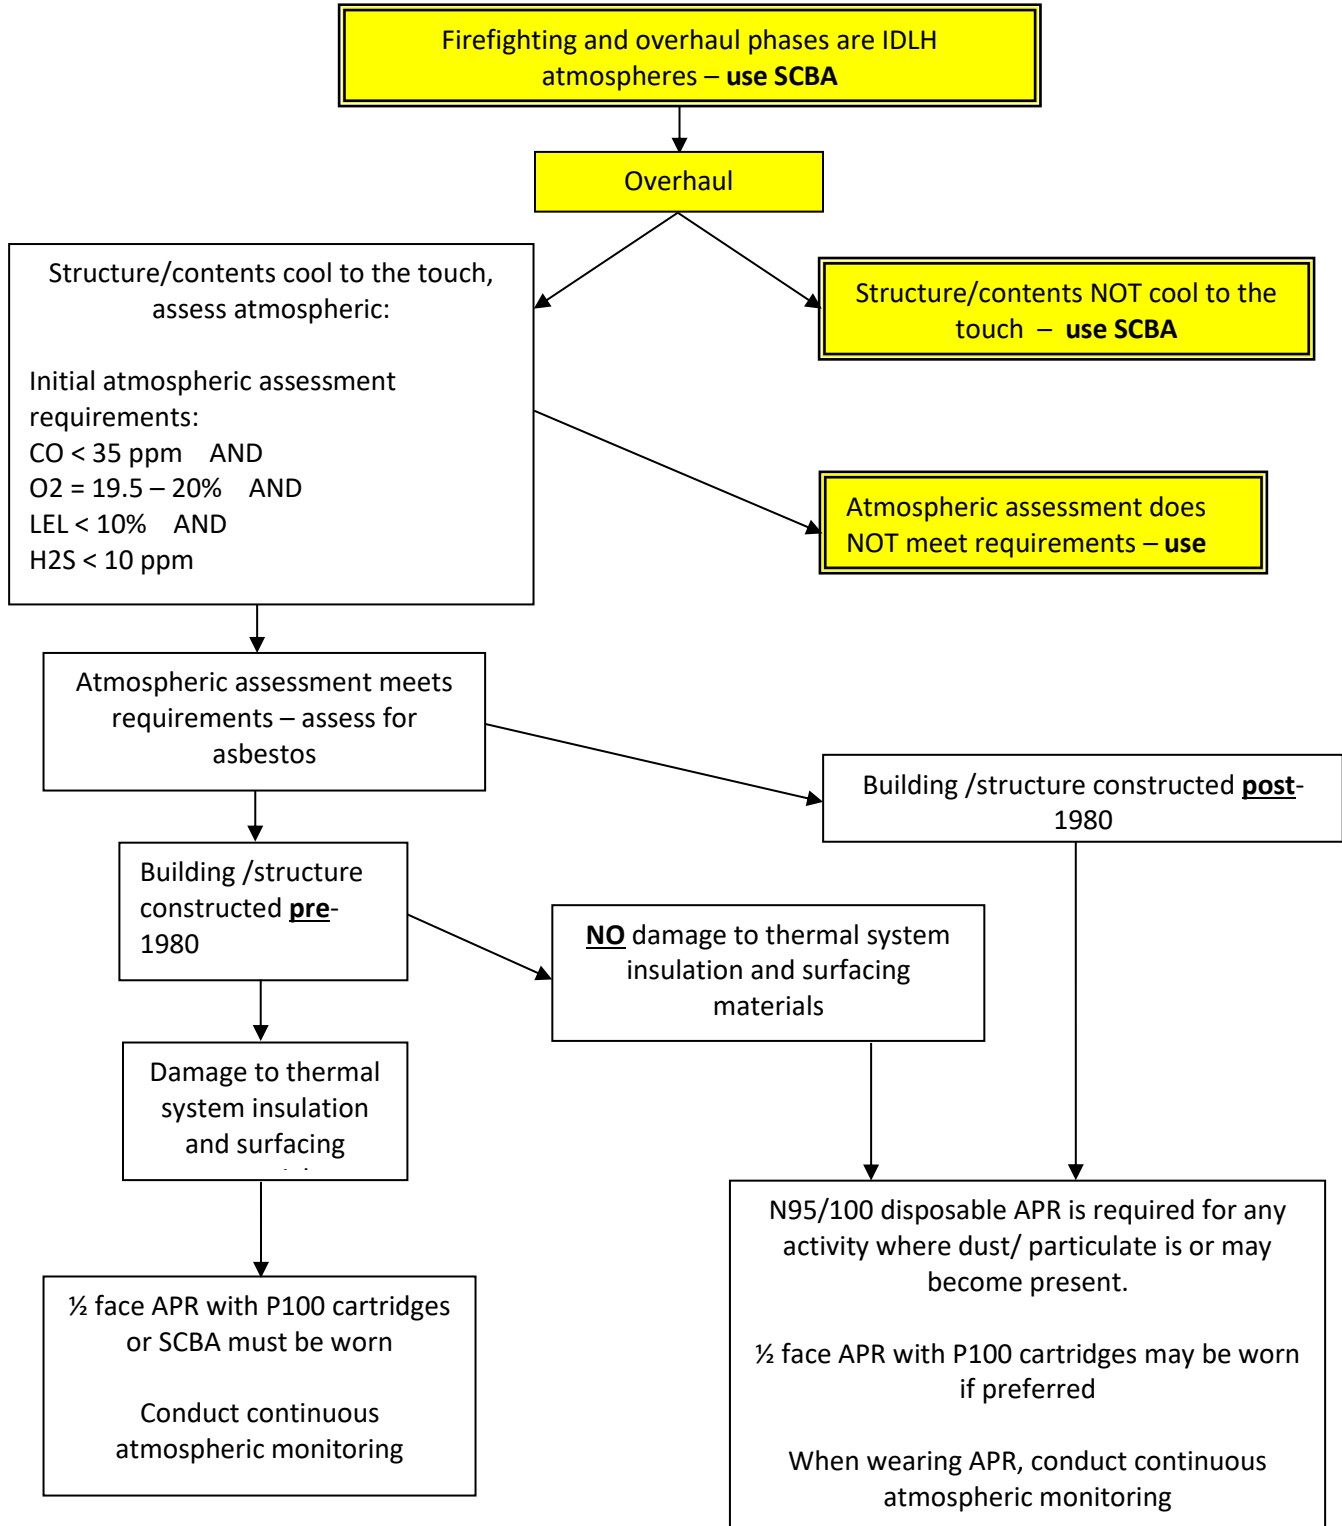 Firefighting and overhaul phases are IDLH
atmospheres – use SCBA
Overhaul
Structure/contents cool to the touch,
assess atmospheric:
Initial atmospheric assessment
requirements:
CO < 35 ppm AND
O2 = 19.5 – 20% AND
LEL < 10% AND
H2S < 10 ppm
Structure/contents NOT cool to the
touch – use SCBA
Atmospheric assessment does
NOT meet requirements – use
Atmospheric assessment meets
requirements – assess for
asbestos
Building /structure constructed post-
1980
Building /structure
constructed pre-
1980
NO damage to thermal system
insulation and surfacing
materials
Damage to thermal
system insulation
and surfacing
N95/100 disposable APR is required for any
activity where dust/ particulate is or may
become present.
½ face APR with P100 cartridges may be worn
if preferred
When wearing APR, conduct continuous
atmospheric monitoring
½ face APR with P100 cartridges
or SCBA must be worn
Conduct continuous
atmospheric monitoring